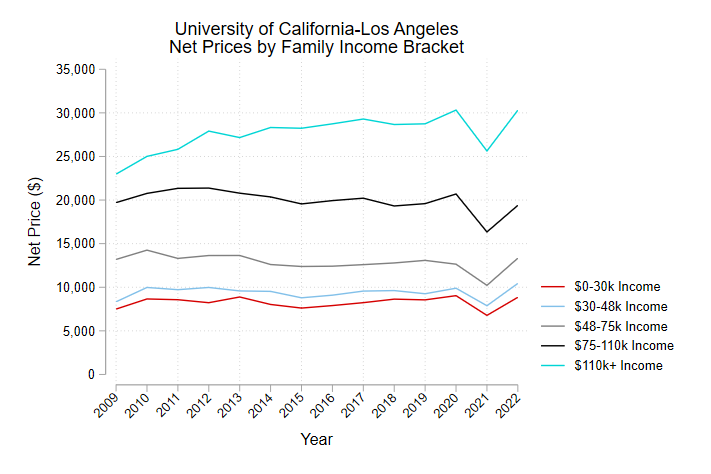 University of California-Los Angeles
Net Prices by Family Income Bracket
Net Price ($)
35,000
30,000
25,000
20,000
15,000
10,000
5,000
0
2009
2010
2011
2012
2013
2014
2015
2016
2017
2018
2019
2020
2021
2022
Year
$0-30k Income
$30-48k Income
$48-75k Income
$75-110k Income
$110k+ Income